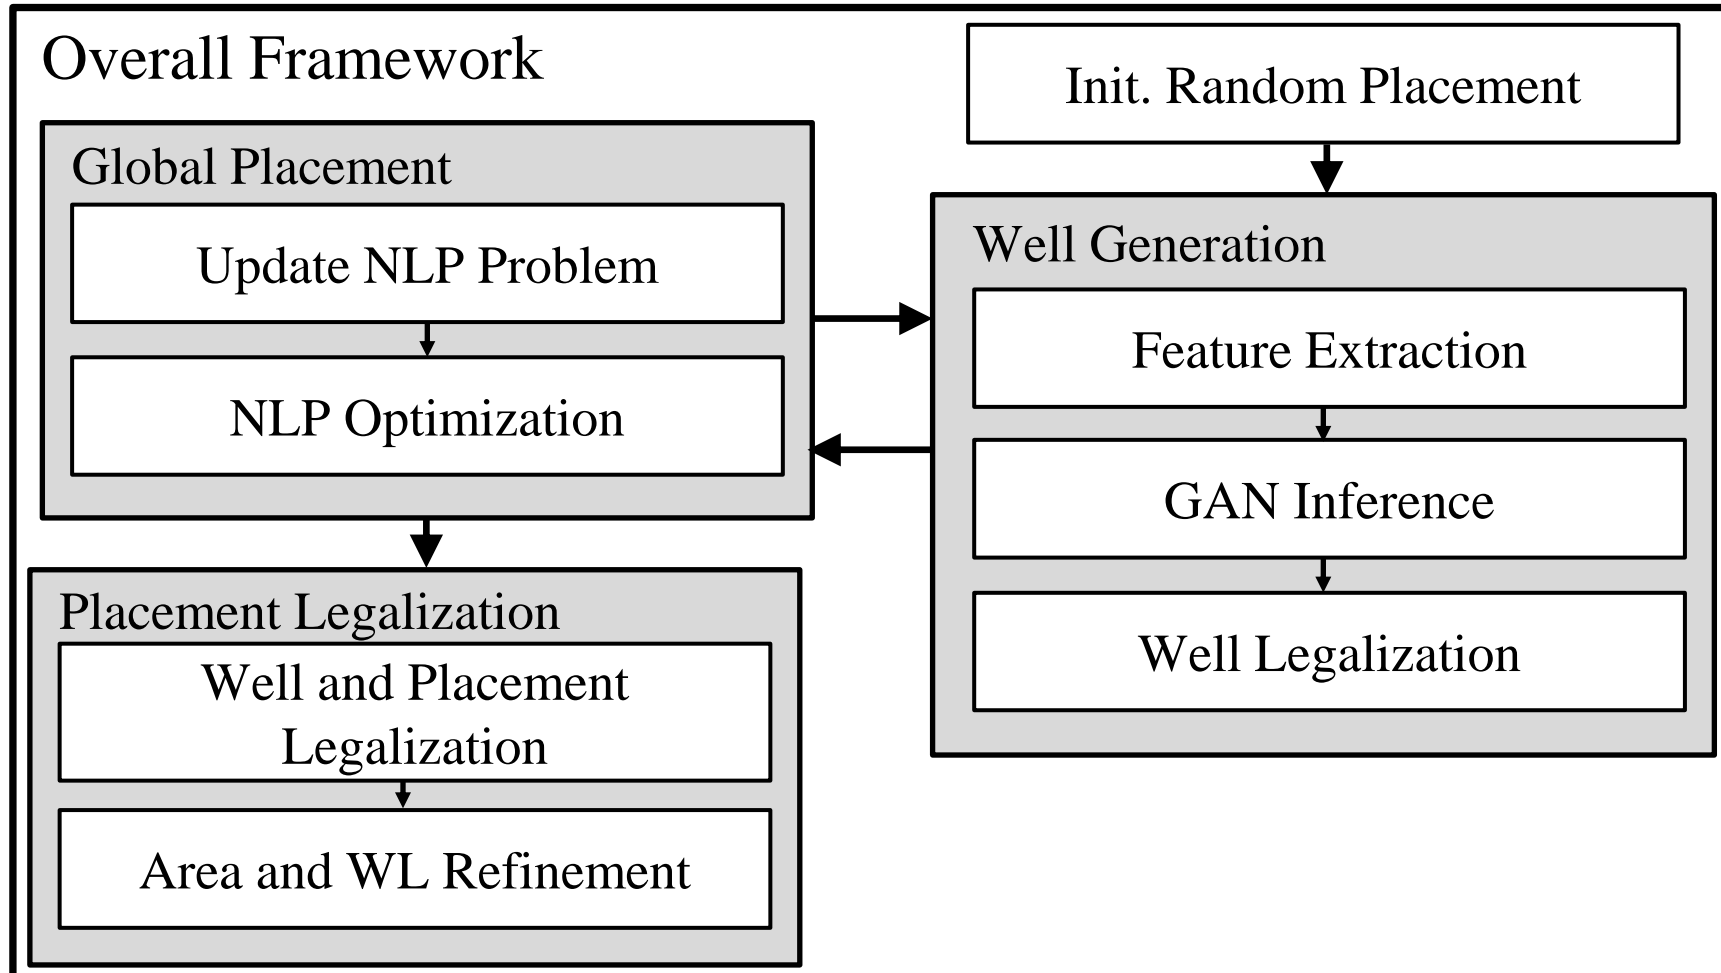 Overall Framework
Init. Random Placement
Global Placement
Update NLP Problem
NLP Optimization
Well Generation
Feature Extraction
GAN Inference
Well Legalization
Placement Legalization
Well and Placement
Legalization
Area and WL Refinement